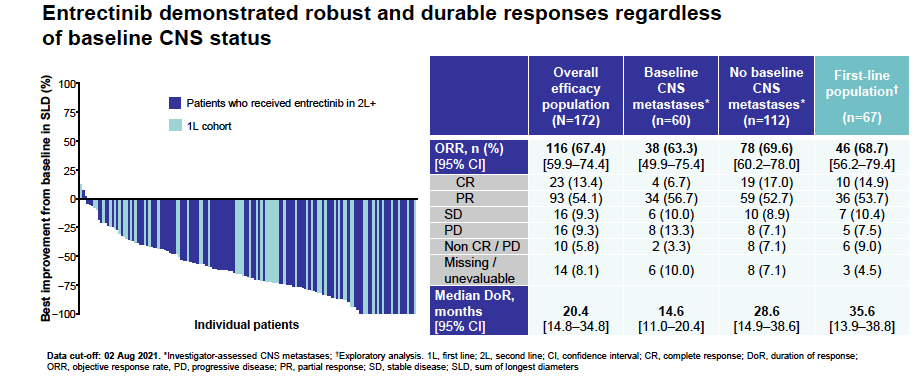 Entrectinib demonstrated robust and durable responses regardless
of baseline CNS status
Best improvement from baseline in SLD (%)
100
75
50
25
0
−25
−50
−75
−100
Patients who received entrectinib in 2L+
1L cohort
Individual patients
Overall efficacy population (N=172) Baseline CNS metastases* (n=60) No baseline CNS metastases* (n=112) First-line population† (n=67)
ORR, n (%) 116 (67.4) 38 (63.3) 78 (69.6) 46 (68.7)
[95% CI] [59.9–74.4] [49.9–75.4] [60.2–78.0] [56.2–79.4]
CR 23 (13.4) 4 (6.7) 19 (17.0) 10 (14.9)
PR 93 (54.1) 34 (56.7) 59 (52.7) 36 (53.7)
SD 16 (9.3) 6 (10.0) 10 (8.9) 7 (10.4)
PD 16 (9.3) 8 (13.3) 8 (7.1) 5 (7.5)
Non CR / PD 10 (5.8) 2 (3.3) 8 (7.1) 6 (9.0)
Missing / unevaluable 14 (8.1) 6 (10.0) 8 (7.1) 3 (4.5)
Median DoR, months 20.4 14.6 28.6 35.6
[95% CI] [14.8–34.8] [11.0–20.4] [14.9–38.6] [13.9–38.8]
Data cut-off: 02 Aug 2021. *Investigator-assessed CNS metastases; †Exploratory analysis. 1L, first line; 2L, second line; CI, confidence interval; CR, complete response; DoR, duration of response;
ORR, objective response rate, PD, progressive disease; PR, partial response; SD, stable disease; SLD, sum of longest diameters